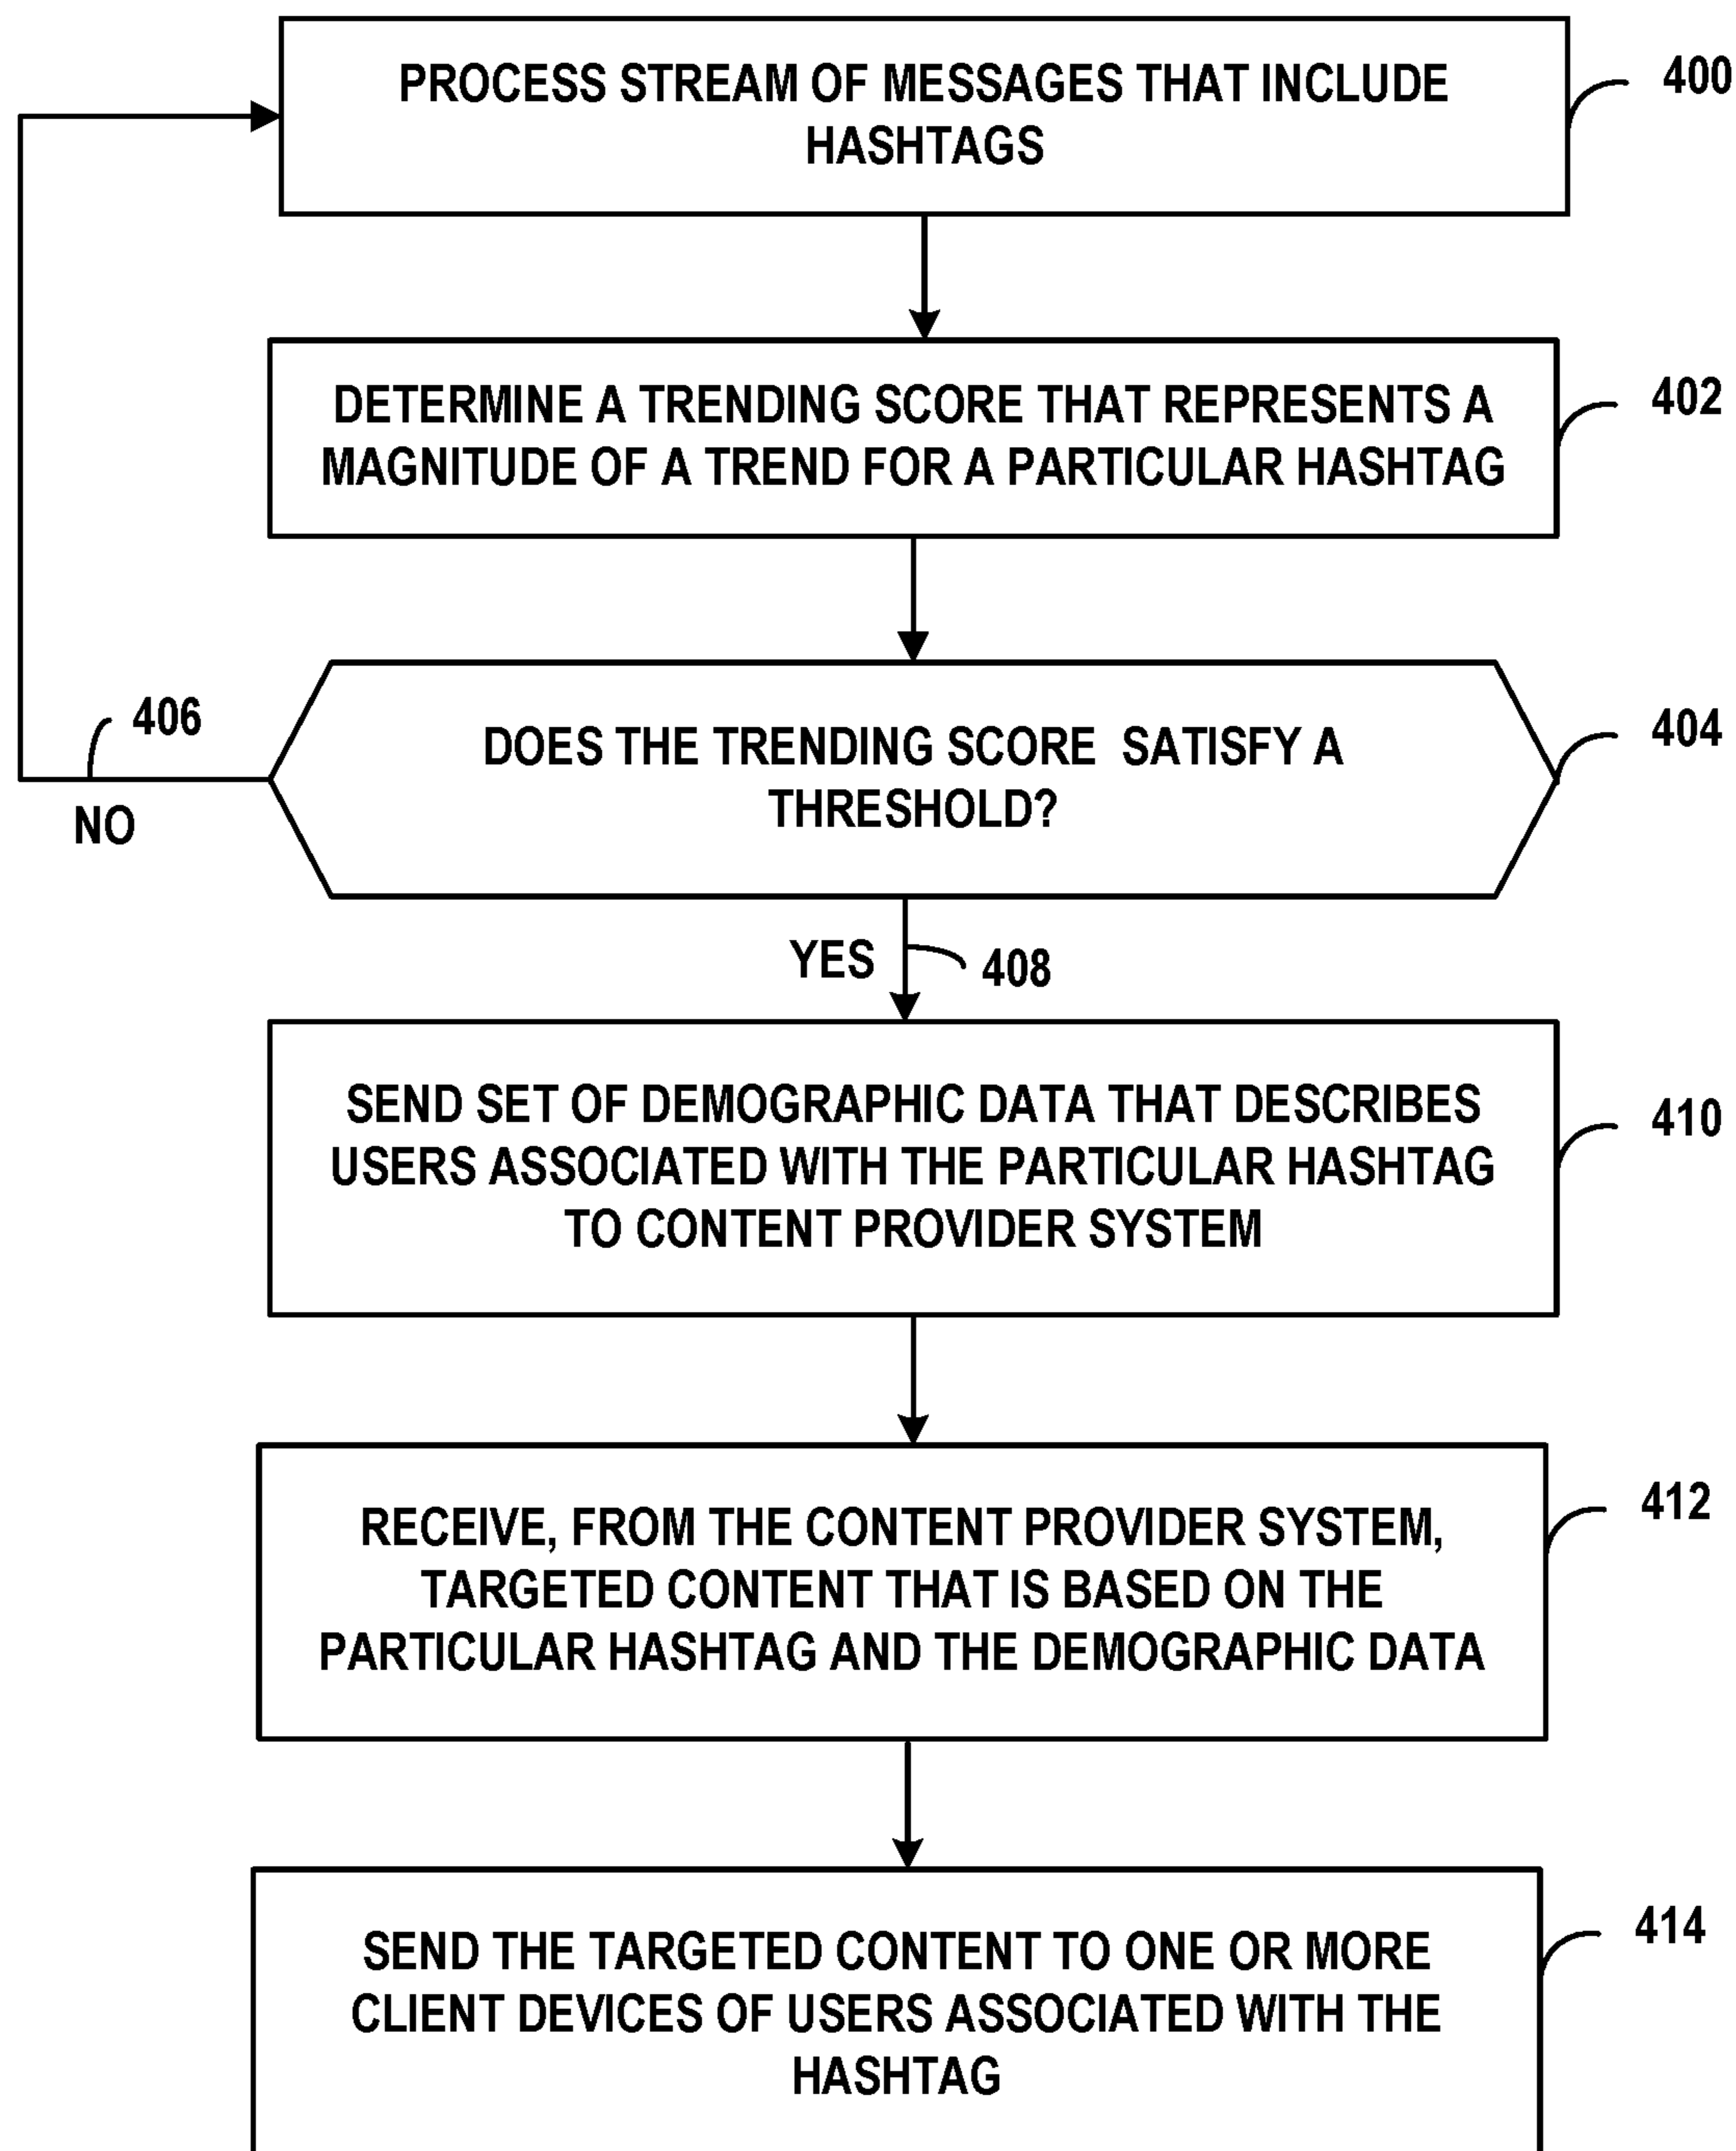 PROCESS STREAM OF MESSAGES THAT INCLUDE
HASHTAGS
400
DETERMINE A TRENDING SCORE THAT REPRESENTS A
MAGNITUDE OF A TREND FOR A PARTICULAR HASHTAG
402
DOES THE TRENDING SCORE SATISFY A
THRESHOLD?
404
406
NO
YES
408
SEND SET OF DEMOGRAPHIC DATA THAT DESCRIBES
USERS ASSOCIATED WITH THE PARTICULAR HASHTAG
TO CONTENT PROVIDER SYSTEM
410
RECEIVE, FROM THE CONTENT PROVIDER SYSTEM,
TARGETED CONTENT THAT IS BASED ON THE
PARTICULAR HASHTAG AND THE DEMOGRAPHIC DATA
412
SEND THE TARGETED CONTENT TO ONE OR MORE
CLIENT DEVICES OF USERS ASSOCIATED WITH THE
HASHTAG
414